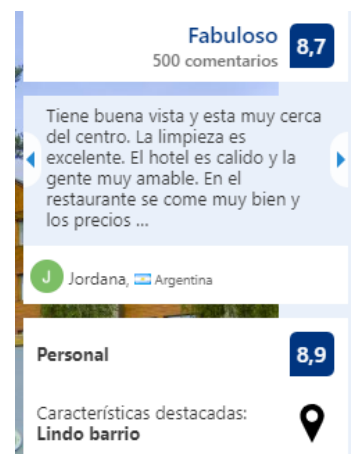 Fabuloso
8,7
500 comentarios
Tiene buena vista y esta muy cerca
del centro. La limpieza es
excelente. El hotel es calido y la
gente muy amable. En el
restaurante se come muy bien y
los precios ...
J
Jordana, Argentina
Personal
8,9
Características destacadas:
Lindo barrio